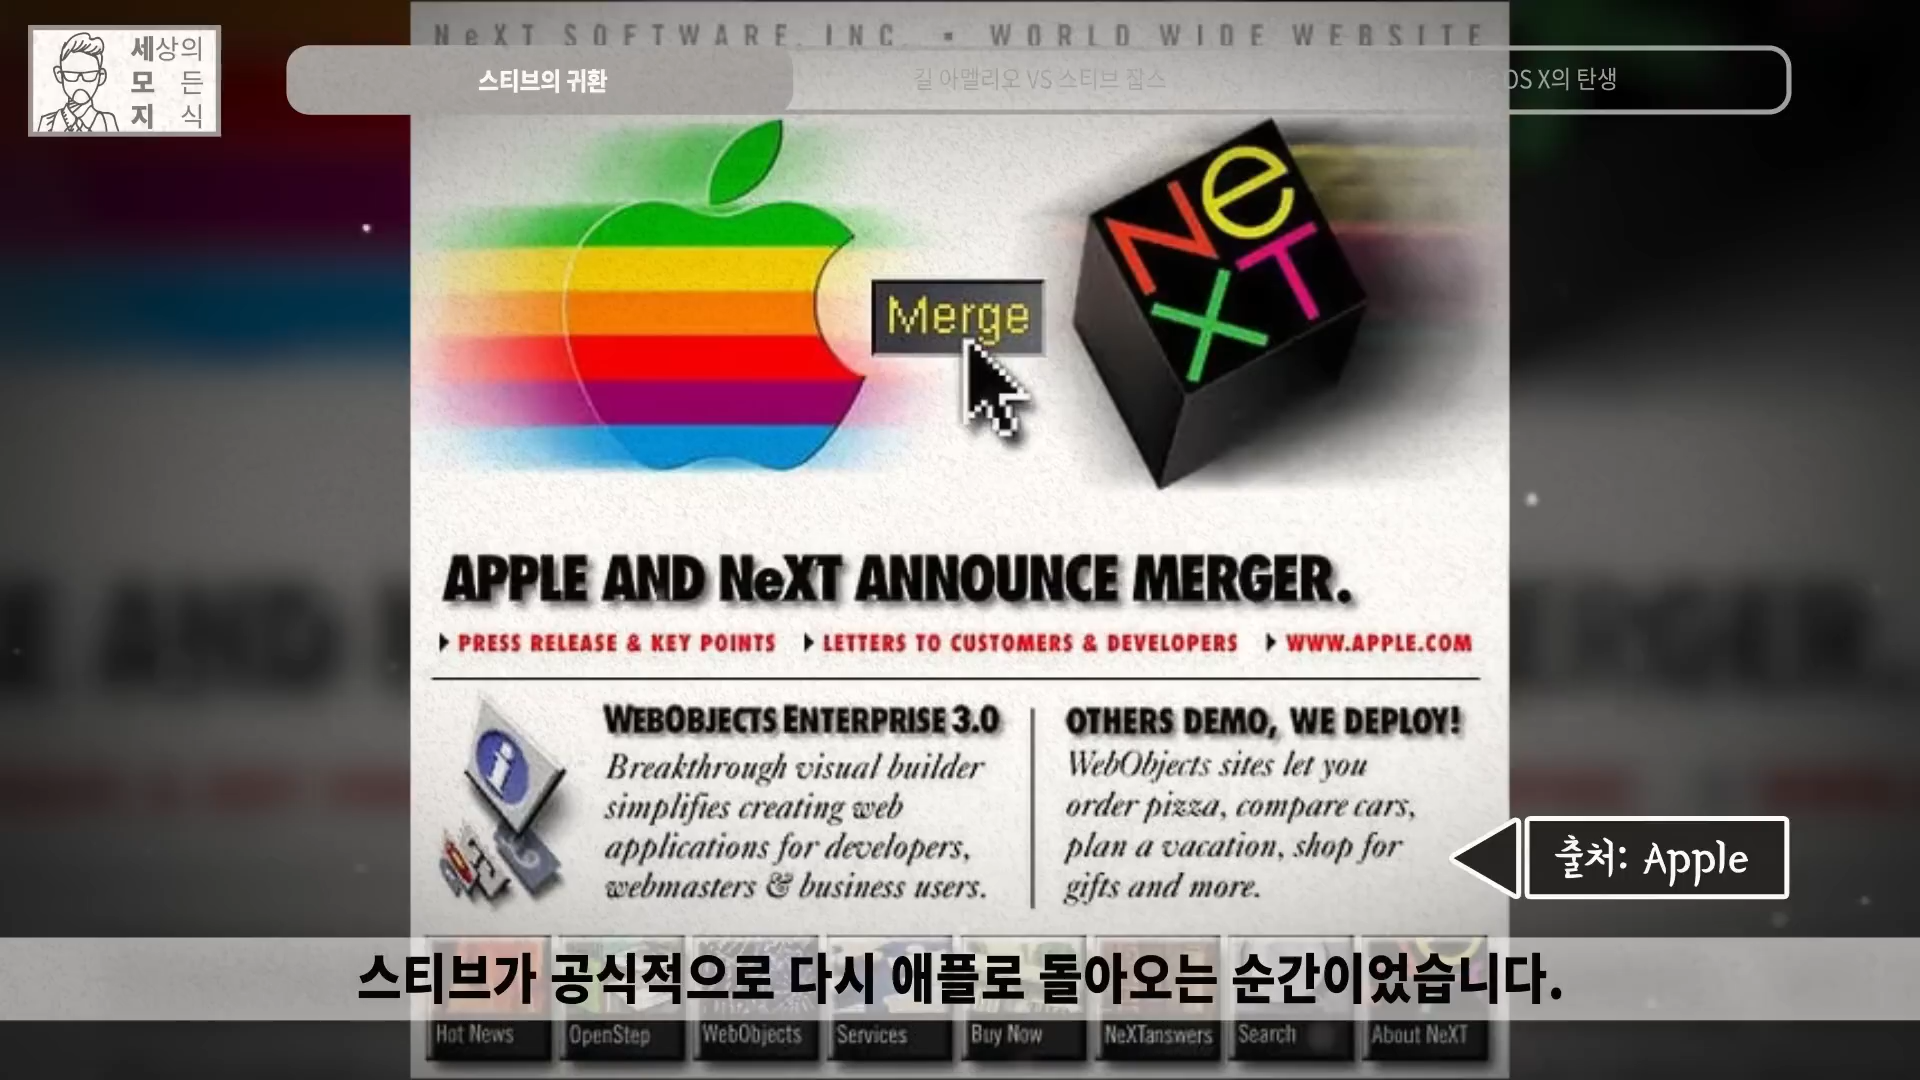 NeXT SOFTWARE INC ▪ WORLD WIDE WEBSITE
세상의
모든
지식
스티브의 귀환
길 아멜리오 VS 스티브 잡스
OS X의 탄생
NeXT
Merge
APPLE AND NeXT ANNOUNCE MERGER.
PRESS RELEASE & KEY POINTS
LETTERS TO CUSTOMERS & DEVELOPERS
WWW.APPLE.COM
WEBOBJECTS ENTERPRISE 3.0
Breakthrough visual builder
simplifies creating web
applications for developers,
webmasters & business users.
OTHERS DEMO, WE DEPLOY!
WebObjects sites let you
order pizza, compare cars,
plan a vacation, shop for
gifts and more.
출처: Apple
스티브가 공식적으로 다시 애플로 돌아오는 순간이었습니다.
Hot News
OpenStep
WebObjects
Services
Buy Now
NeXTanswers
Search
About NeXT